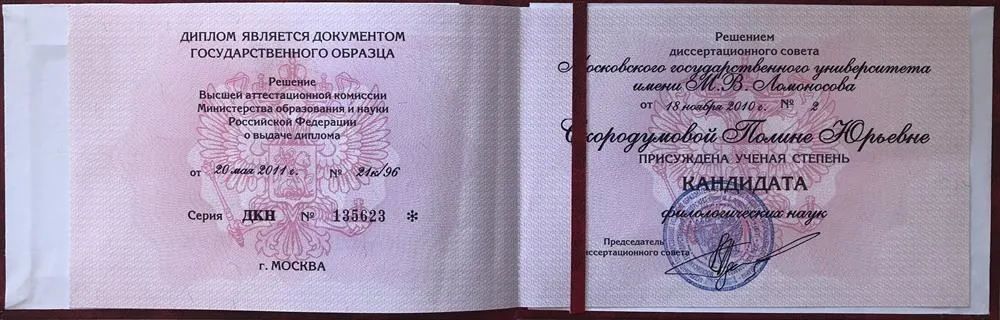 ДИПЛОМ ЯВЛЯЕТСЯ ДОКУМЕНТОМ
ГОСУДАРСТВЕННОГО ОБРАЗЦА
Решение
Высшей аттестационной комиссии
Министерства образования и науки
Российской Федерации
о выдаче диплома
от 20 мая 2011 г. № 21к/96
Серия ДКН № 135623 *
г. МОСКВА
Решением
диссертационного совета
Московского государственного университета
имени М.В. Ломоносова
от 18 ноября 2010 г. № 2
Скородумовой Полине Юрьевне
ПРИСУЖДЕНА УЧЕНАЯ СТЕПЕНЬ
КАНДИДАТА
филологических наук
Председатель
иссертационного совета